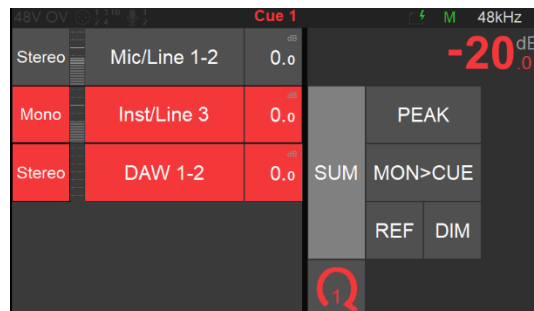 48V OV Cue 1 M 48kHz
Stereo Mic/Line 1-2 dB 0.0
-20.0 dB
Mono Inst/Line 3 dB 0.0
PEAK
Stereo DAW 1-2 dB 0.0
SUM MON>CUE
REF DIM
1